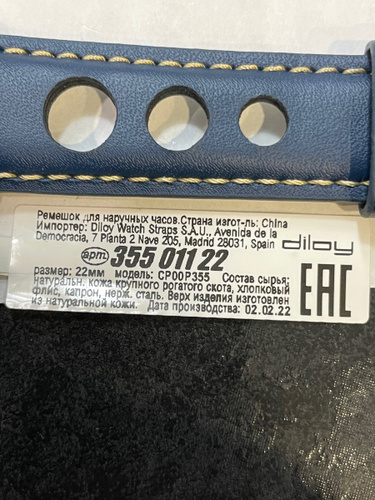 Ремешок для наручных часов.Страна изгот-ль: China
Импортер: Diloy Watch Straps S.A.U., Avenida de la
Democracia, 7 Planta 2 Nave 205, Madrid 28031, Spain
diloy
арт. 355 011 22
размер: 22мм модель: CP00P355 Состав сырья:
натуральн. кожа крупного рогатого скота, хлопковый
флис, капрон, нерж. сталь. Верх изделия изготовлен
из натуральной кожи. Дата производства: 02.02.22
EAC